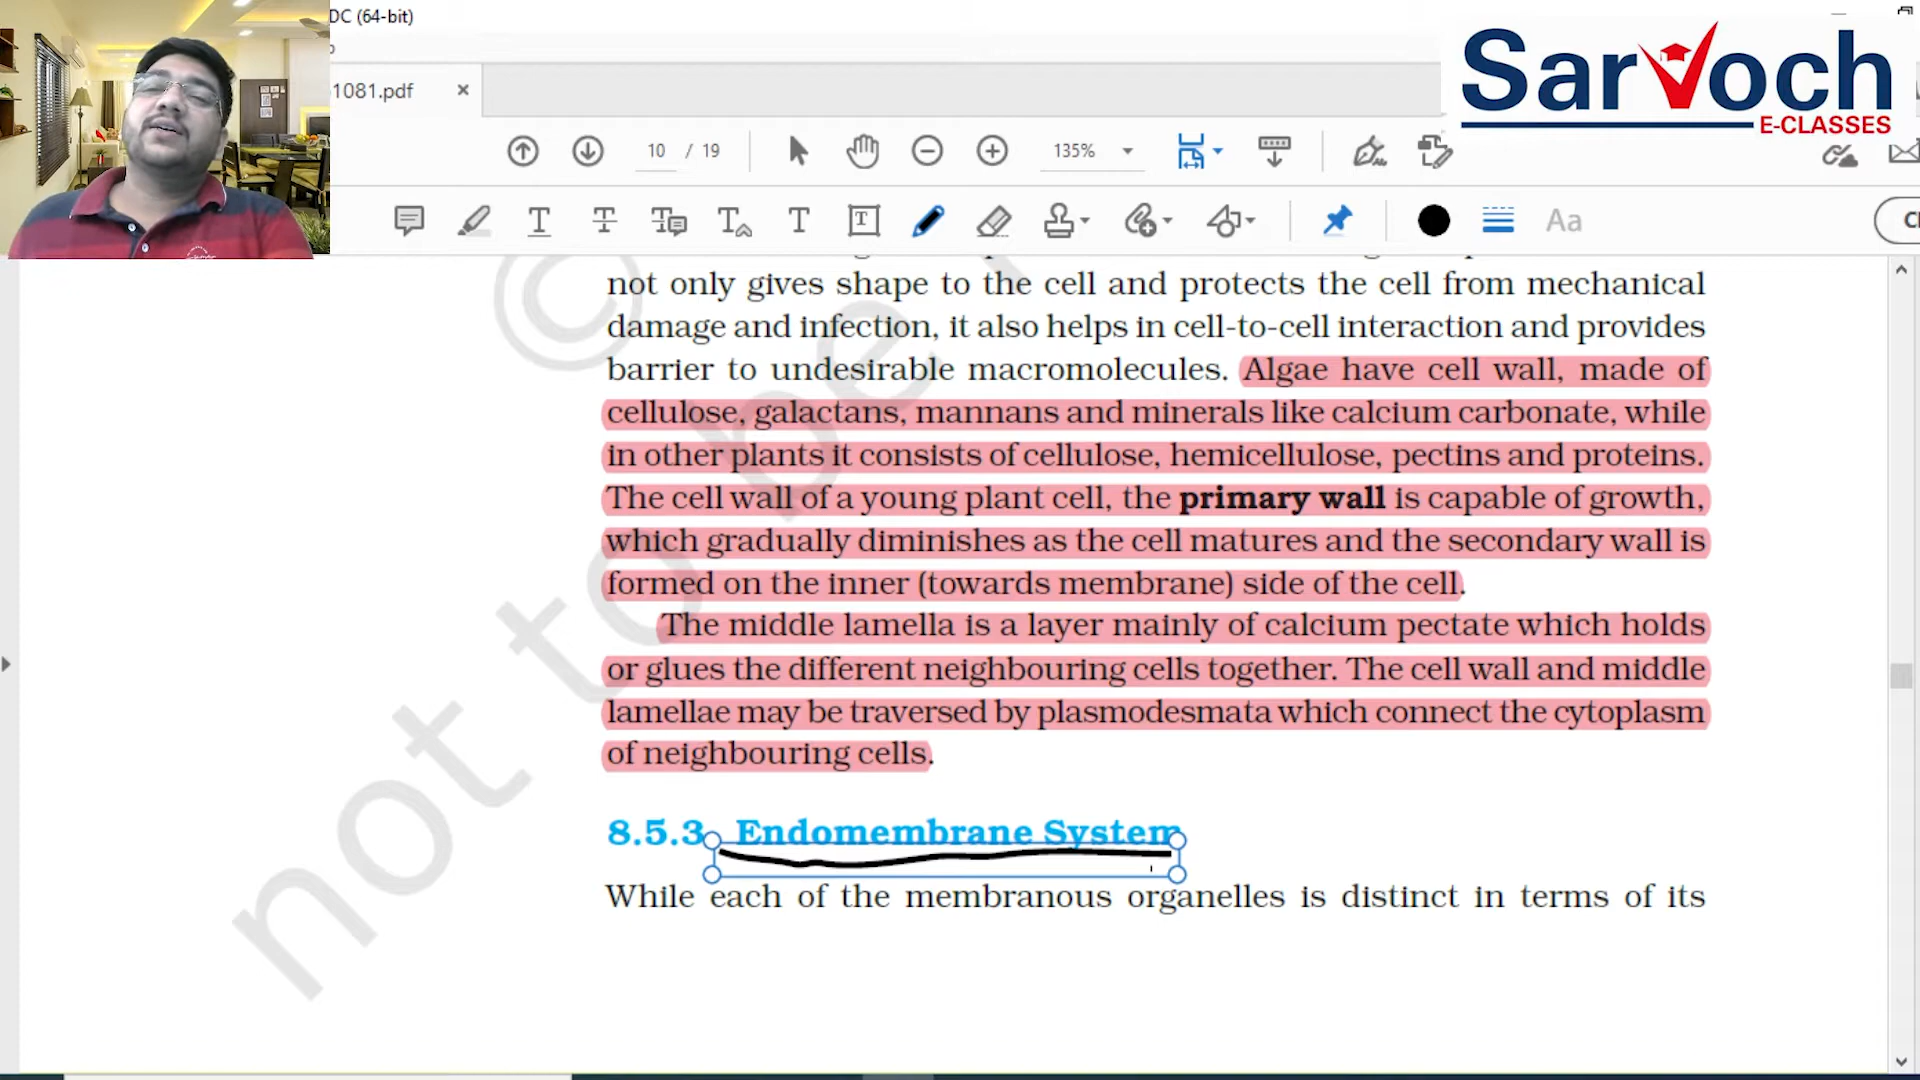 DC (64-bit)
Sarvoch
E-CLASSES
1081.pdf
10 / 19
135%
Aa
not only gives shape to the cell and protects the cell from mechanical
damage and infection, it also helps in cell-to-cell interaction and provides
barrier to undesirable macromolecules. Algae have cell wall, made of
cellulose, galactans, mannans and minerals like calcium carbonate, while
in other plants it consists of cellulose, hemicellulose, pectins and proteins.
The cell wall of a young plant cell, the primary wall is capable of growth,
which gradually diminishes as the cell matures and the secondary wall is
formed on the inner (towards membrane) side of the cell.
The middle lamella is a layer mainly of calcium pectate which holds
or glues the different neighbouring cells together. The cell wall and middle
lamellae may be traversed by plasmodesmata which connect the cytoplasm
of neighbouring cells.
8.5.3 Endomembrane System
While each of the membranous organelles is distinct in terms of its
© not to be